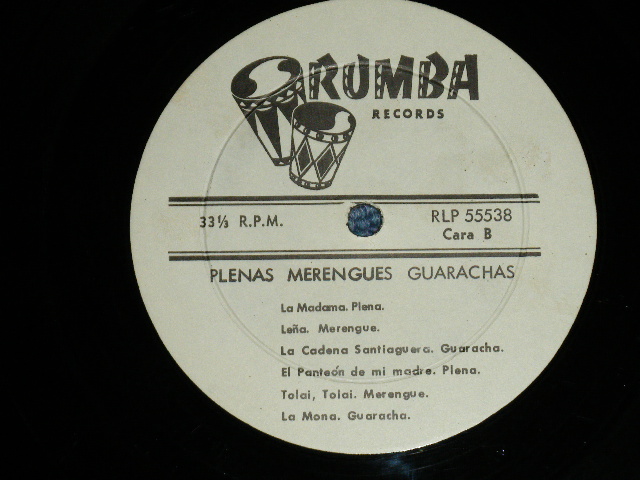 RUMBA
RECORDS
33⅓ R.P.M.
RLP 55538
Cara B
PLENAS MERENGUES GUARACHAS
La Madama. Plena.
Leña. Merengue.
La Cadena Santiaguera. Guaracha.
El Panteón de mi madre. Plena.
Tolai, Tolai. Merengue.
La Mona. Guaracha.